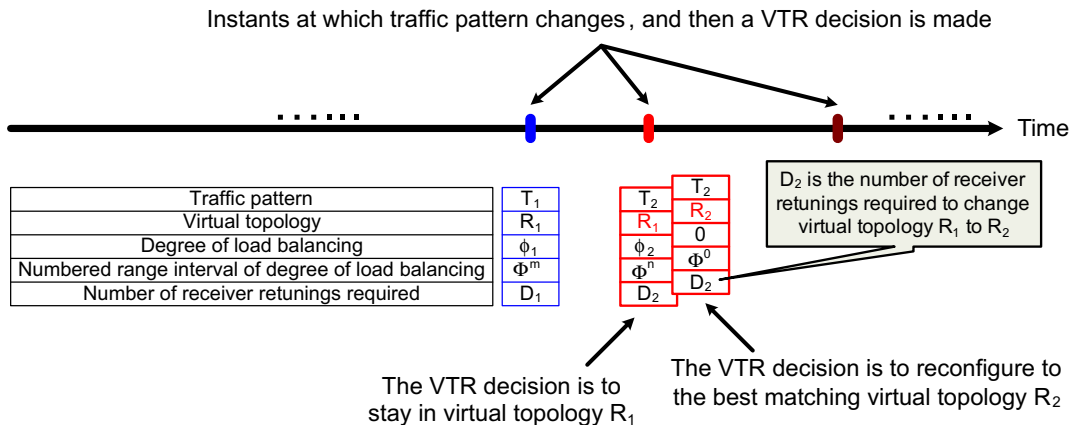 Instants at which traffic pattern changes, and then a VTR decision is made
Time
Traffic pattern
Virtual topology
Degree of load balancing
Numbered range interval of degree of load balancing
Number of receiver retunings required
T₁
R₁
ϕ₁
Φᵐ
D₁
T₂
R₁
ϕ₂
Φⁿ
D₂
T₂
R₂
0
Φ⁰
D₂
D₂ is the number of receiver
retunings required to change
virtual topology R₁ to R₂
The VTR decision is to
stay in virtual topology R₁
The VTR decision is to reconfigure to
the best matching virtual topology R₂